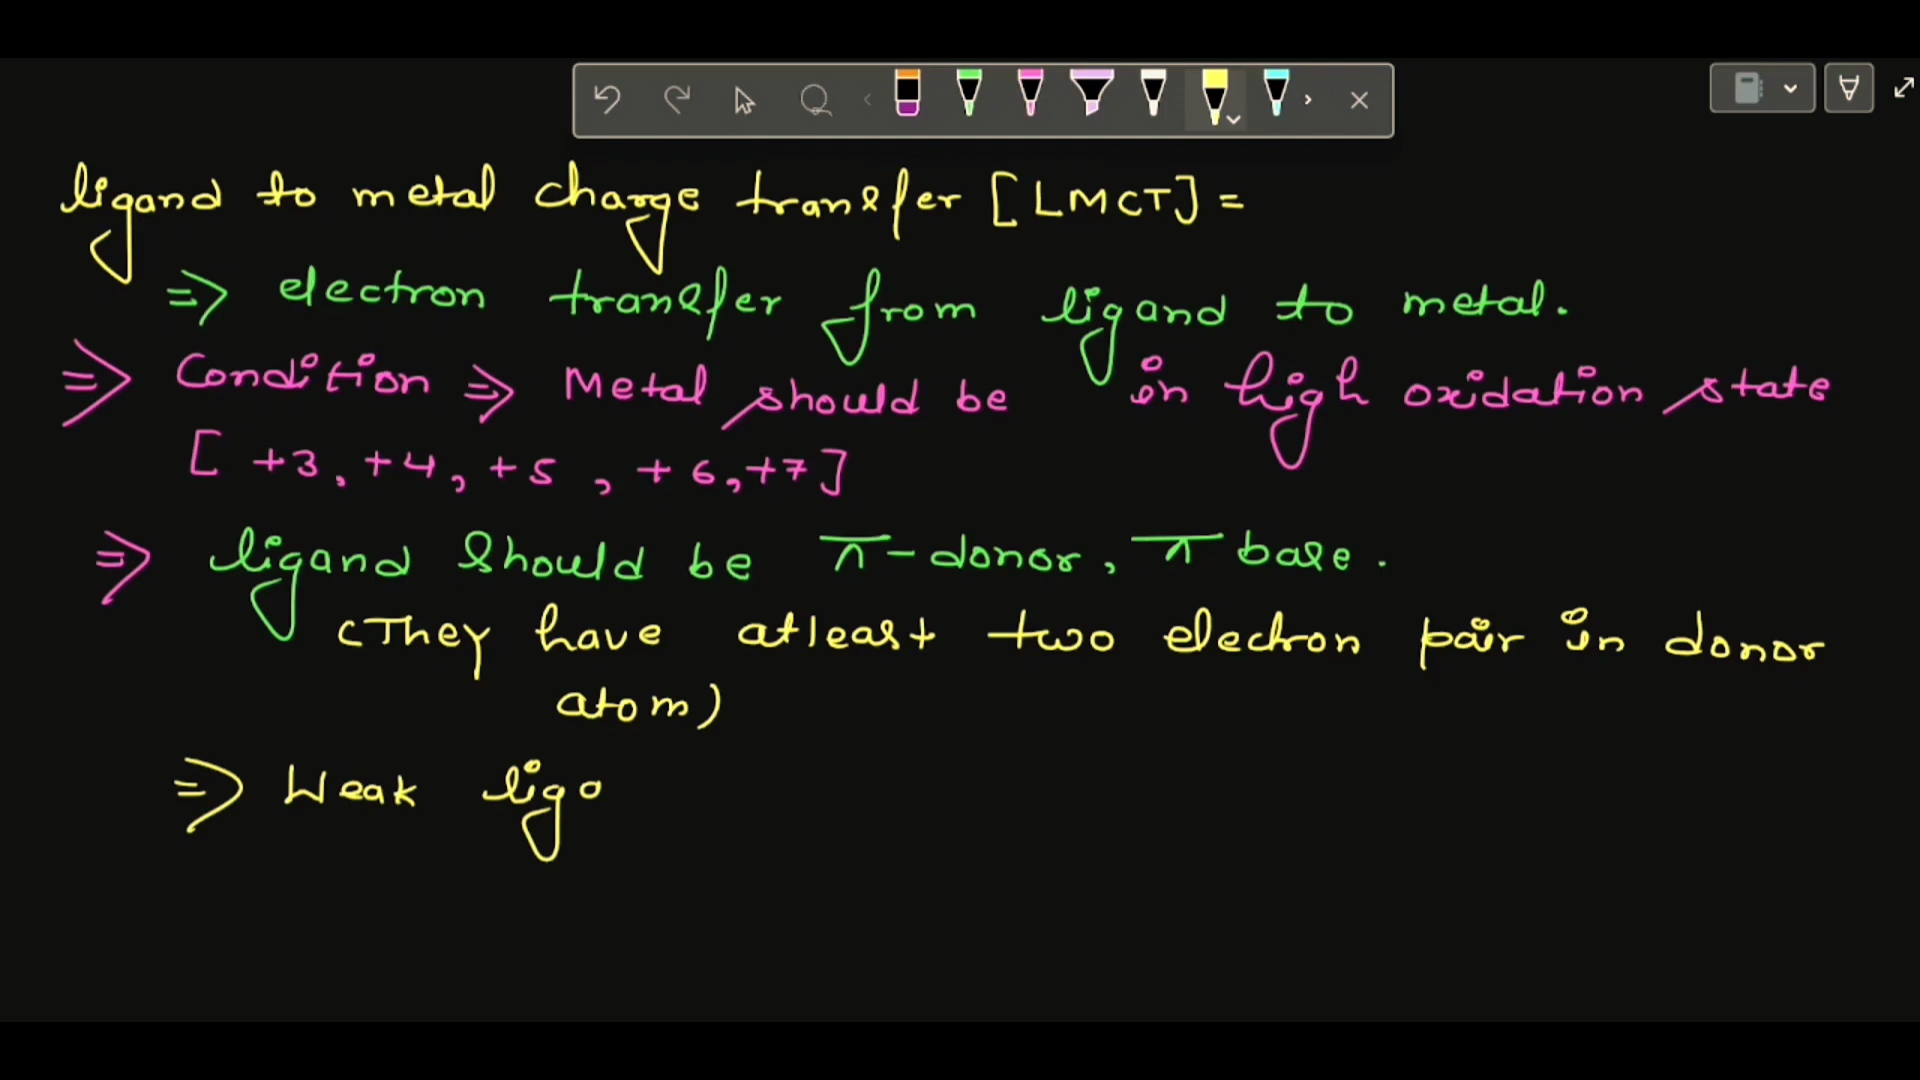 ligand to metal charge transfer [LMCT] =
⇒ electron transfer from ligand to metal.
⇒ Condition ⇒ Metal should be in high oxidation state
[+3, +4, +5, +6, +7]
⇒ ligand should be π-donor, π base.
(They have atleast two electron pair in donor
atom)
⇒ Weak liga